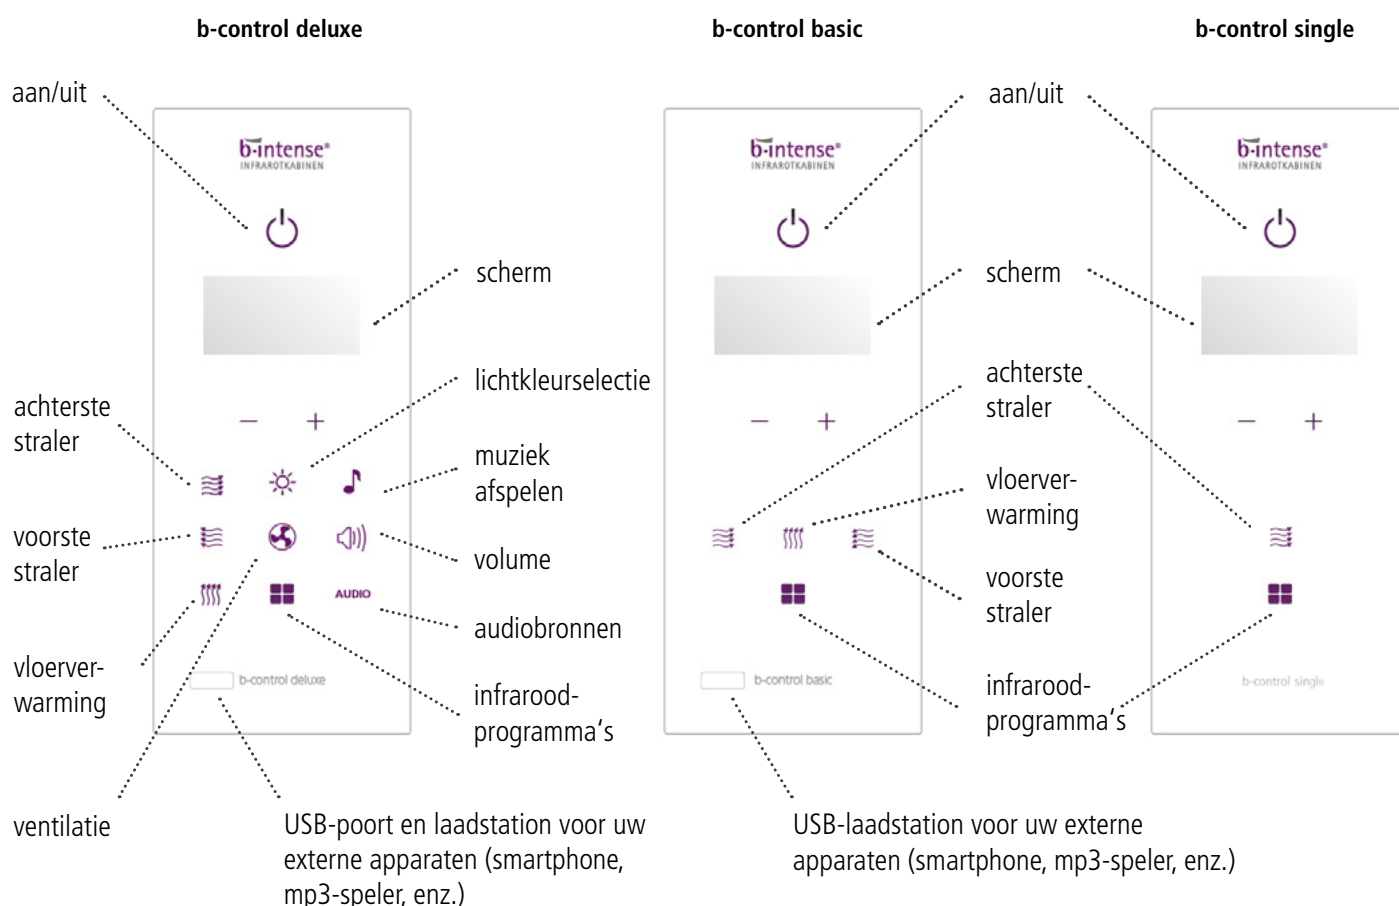 b-control deluxe
b-control basic
b-control single
aan/uit
b-intense®
INFRAROTKABINEN
scherm
lichtkleurselectie
achterste
straler
muziek
afspelen
voorste
straler
volume
AUDIO
audiobronnen
vloerver-
warming
b-control deluxe
infrarood-
programma‘s
ventilatie
USB-poort en laadstation voor uw
externe apparaten (smartphone,
mp3-speler, enz.)
aan/uit
b-intense®
INFRAROTKABINEN
b-intense®
INFRAROTKABINEN
scherm
achterste
straler
vloerver-
warming
voorste
straler
infrarood-
programma‘s
b-control basic
b-control single
USB-laadstation voor uw externe
apparaten (smartphone, mp3-speler, enz.)